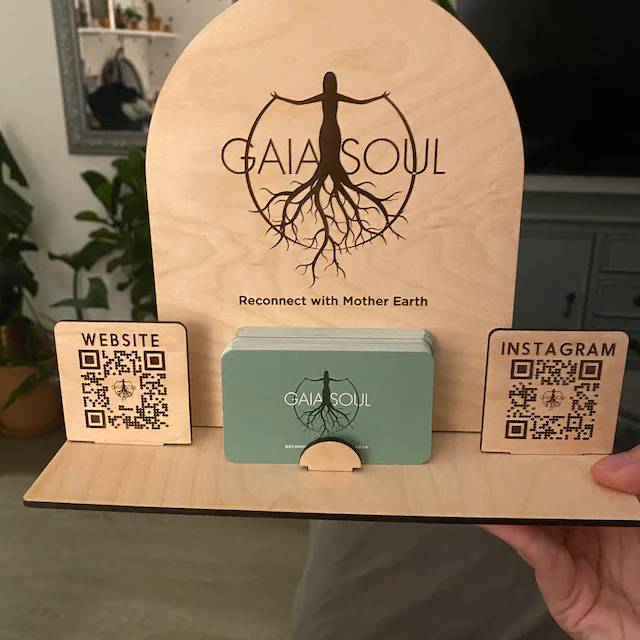 GAIA SOUL
Reconnect with Mother Earth
WEBSITE
INSTAGRAM
GAIA SOUL